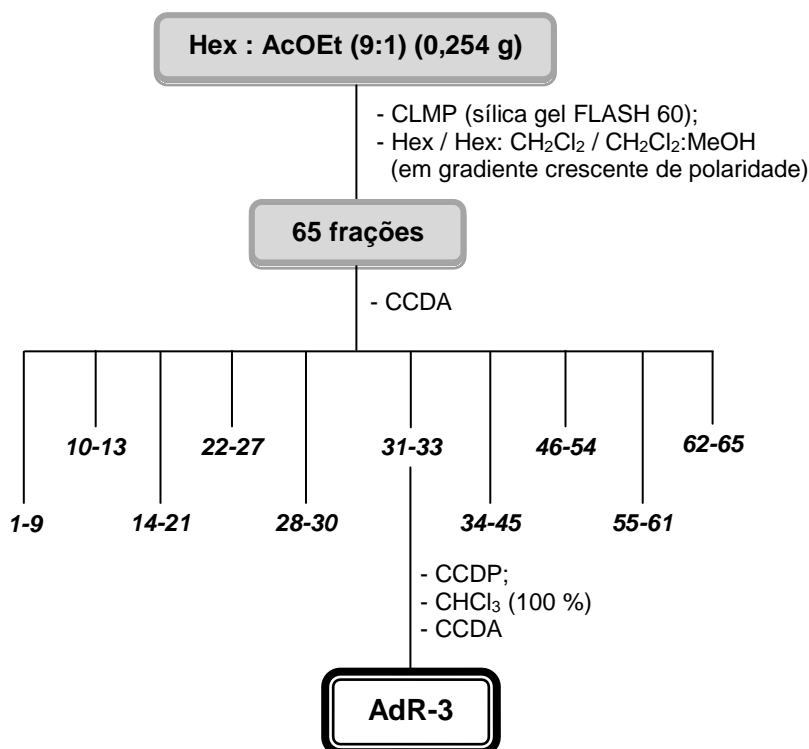 Hex : AcOEt (9:1) (0,254 g)
- CLMP (sílica gel FLASH 60);
- Hex / Hex: CH₂Cl₂ / CH₂Cl₂:MeOH
(em gradiente crescente de polaridade)
65 frações
- CCDA
10-13
22-27
31-33
46-54
62-65
1-9
14-21
28-30
34-45
55-61
- CCDP;
- CHCl₃ (100 %)
- CCDA
AdR-3